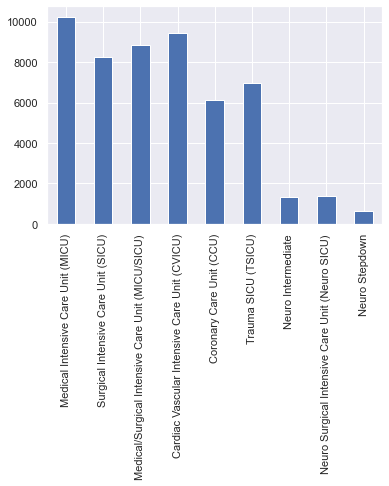 10000
8000
6000
4000
2000
0
Medical Intensive Care Unit (MICU)
Surgical Intensive Care Unit (SICU)
Medical/Surgical Intensive Care Unit (MICU/SICU)
Cardiac Vascular Intensive Care Unit (CVICU)
Coronary Care Unit (CCU)
Trauma SICU (TSICU)
Neuro Intermediate
Neuro Surgical Intensive Care Unit (Neuro SICU)
Neuro Stepdown